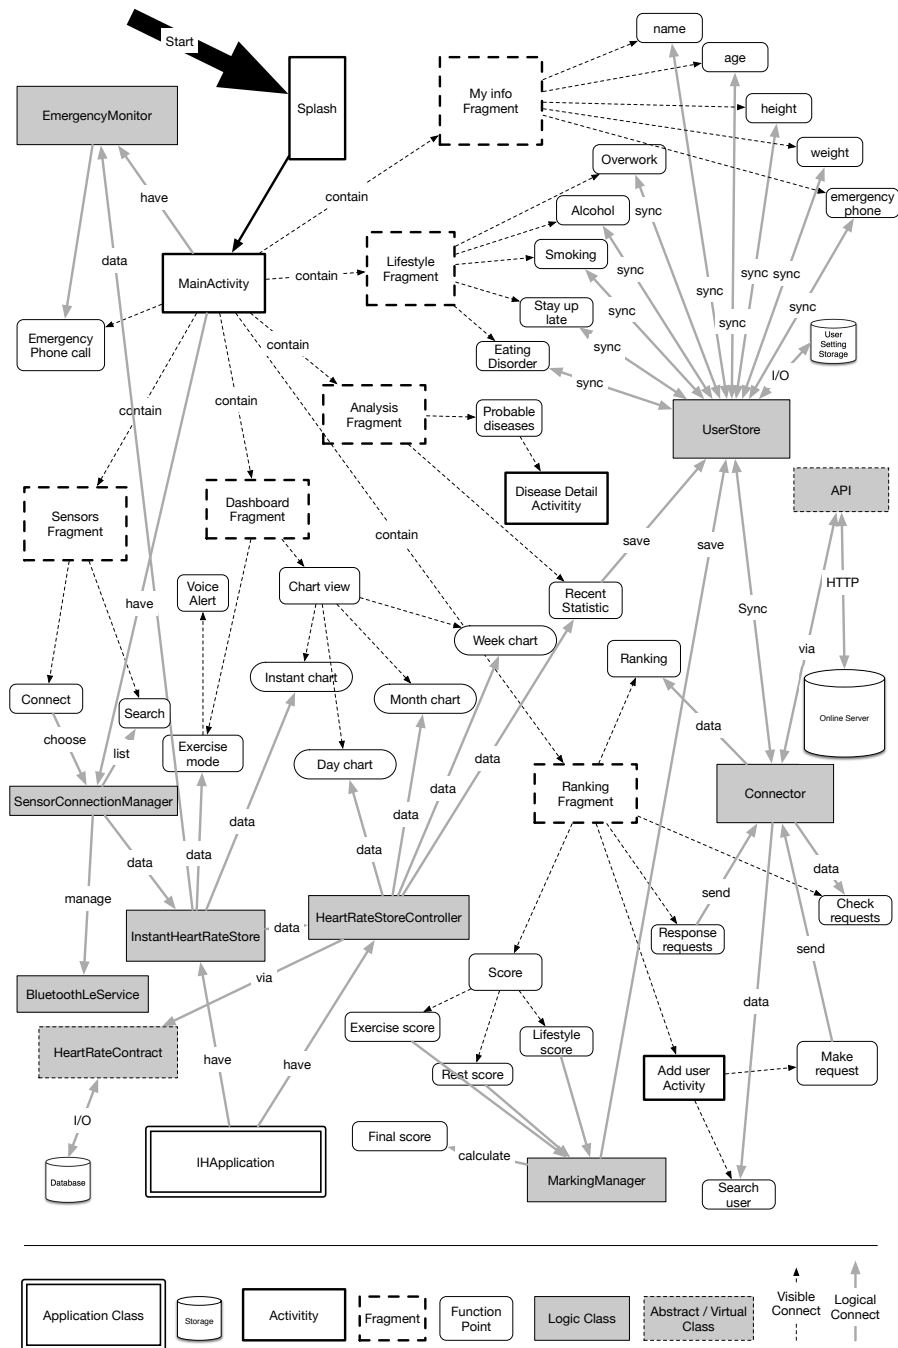 Start
name
age
My info
Fragment
EmergencyMonitor
Splash
height
weight
Overwork
have
contain
emergency
phone
sync
Alcohol
Lifestyle
Fragment
Smoking
data
MainActivity
contain
sync
sync
sync
sync
Stay up
late
sync
sync
sync
Emergency
Phone call
contain
Eating
Disorder
sync
sync
User
Setting
Storage
I/O
sync
contain
contain
Analysis
Fragment
Probable
diseases
UserStore
Sensors
Fragment
Dashboard
Fragment
Disease Detail
Activitity
API
contain
save
save
Voice
Alert
Chart view
Recent
Statistic
HTTP
have
Week chart
Sync
via
Instant chart
Ranking
Connect
Search
Month chart
Online Server
choose
list
Exercise
mode
Day chart
data
data
SensorConnectionManager
Ranking
Fragment
Connector
data
data
data
data
data
data
data
manage
send
Check
requests
InstantHeartRateStore
data
HeartRateStoreController
Response
requests
send
via
Score
BluetoothLeService
data
Exercise score
Lifestyle
score
HeartRateContract
have
have
Rest score
Add user
Activity
Make
request
I/O
Final score
IHApplication
calculate
Database
MarkingManager
Search
user
Application Class
Storage
Activitity
Fragment
Function
Point
Logic Class
Abstract / Virtual
Class
Visible
Connect
Logical
Connect